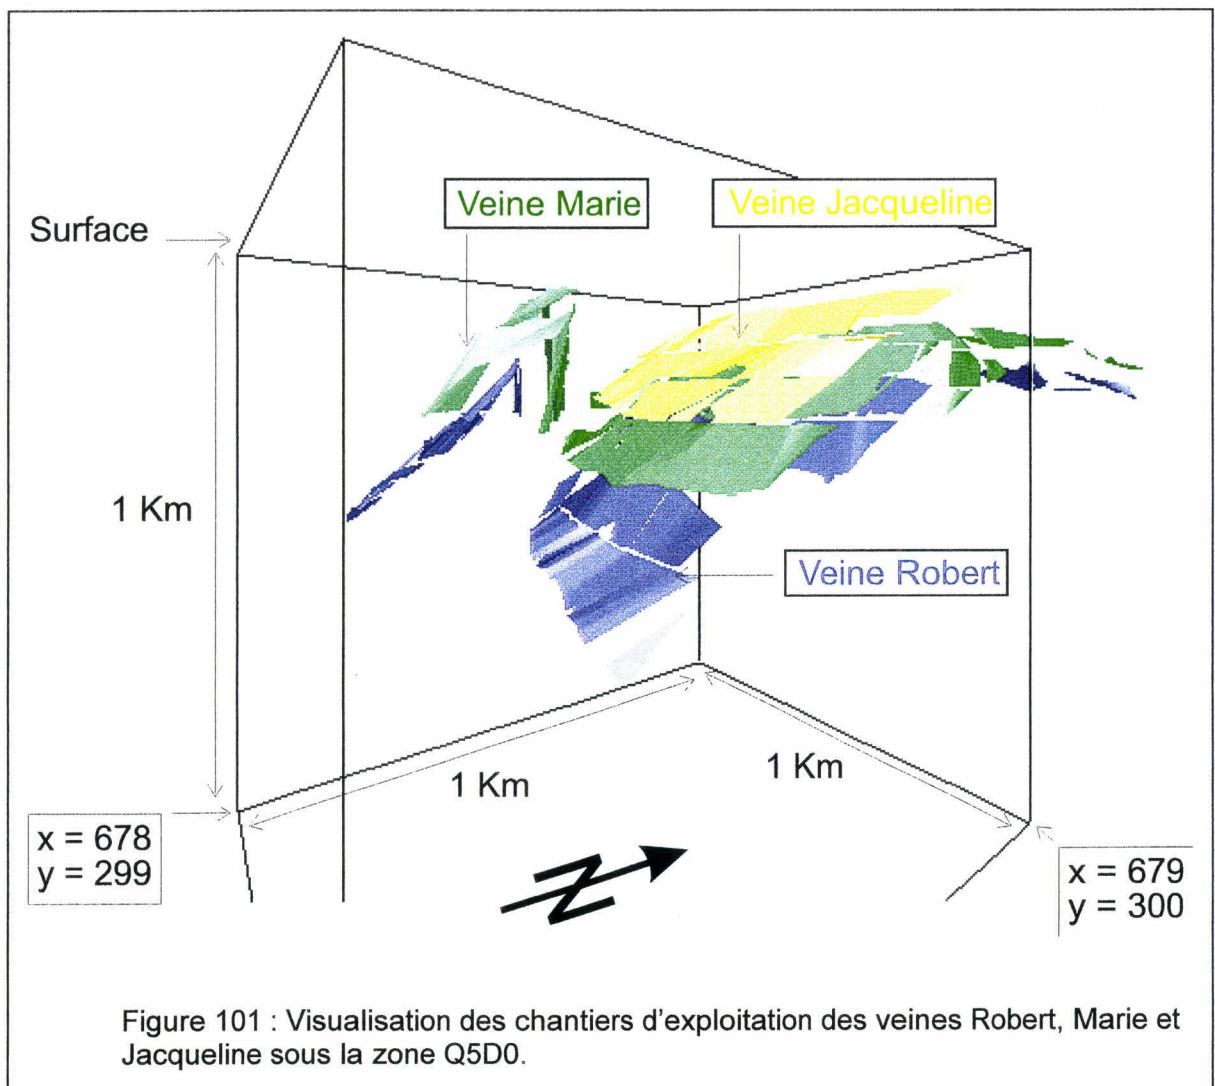 Veine Marie
Veine Jacqueline
Surface
1 Km
Veine Robert
1 Km
1 Km
x = 678
y = 299
x = 679
y = 300
N
Figure 101 : Visualisation des chantiers d'exploitation des veines Robert, Marie et
Jacqueline sous la zone Q5D0.